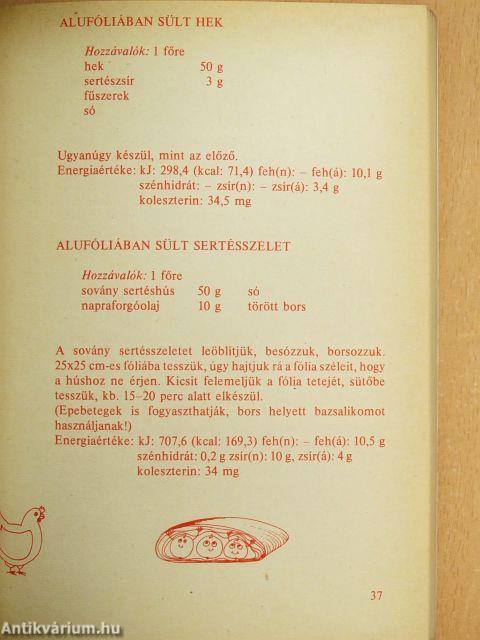 ALUFÓLIÁBAN SÜLT HEK
Hozzávalók: 1 főre
hek 50 g
sertészsír 3 g
fűszerek
só
Ugyanúgy készül, mint az előző.
Energiaértéke: kJ: 298,4 (kcal: 71,4) feh(n): – feh(á): 10,1 g
szénhidrát: – zsír(n): – zsír(á): 3,4 g
koleszterin: 34,5 mg
ALUFÓLIÁBAN SÜLT SERTÉSSZELET
Hozzávalók: 1 főre
sovány sertéshús 50 g só
napraforgóolaj 10 g törött bors
A sovány sertésszeletet leöblítjük, besózzuk, borsozzuk.
25x25 cm-es fóliába tesszük, úgy hajtjuk rá a fólia széleit, hogy
a húshoz ne érjen. Kicsit felemeljük a fólia tetejét, sütőbe
tesszük, kb. 15–20 perc alatt elkészül.
(Epebetegek is fogyaszthatják, bors helyett bazsalikomot
használjanak!)
Energiaértéke: kJ: 707,6 (kcal: 169,3) feh(n): – feh(á): 10,5 g
szénhidrát: 0,2 g zsír(n): 10 g, zsír(á): 4 g
koleszterin: 34 mg
37
Antikvárium.hu